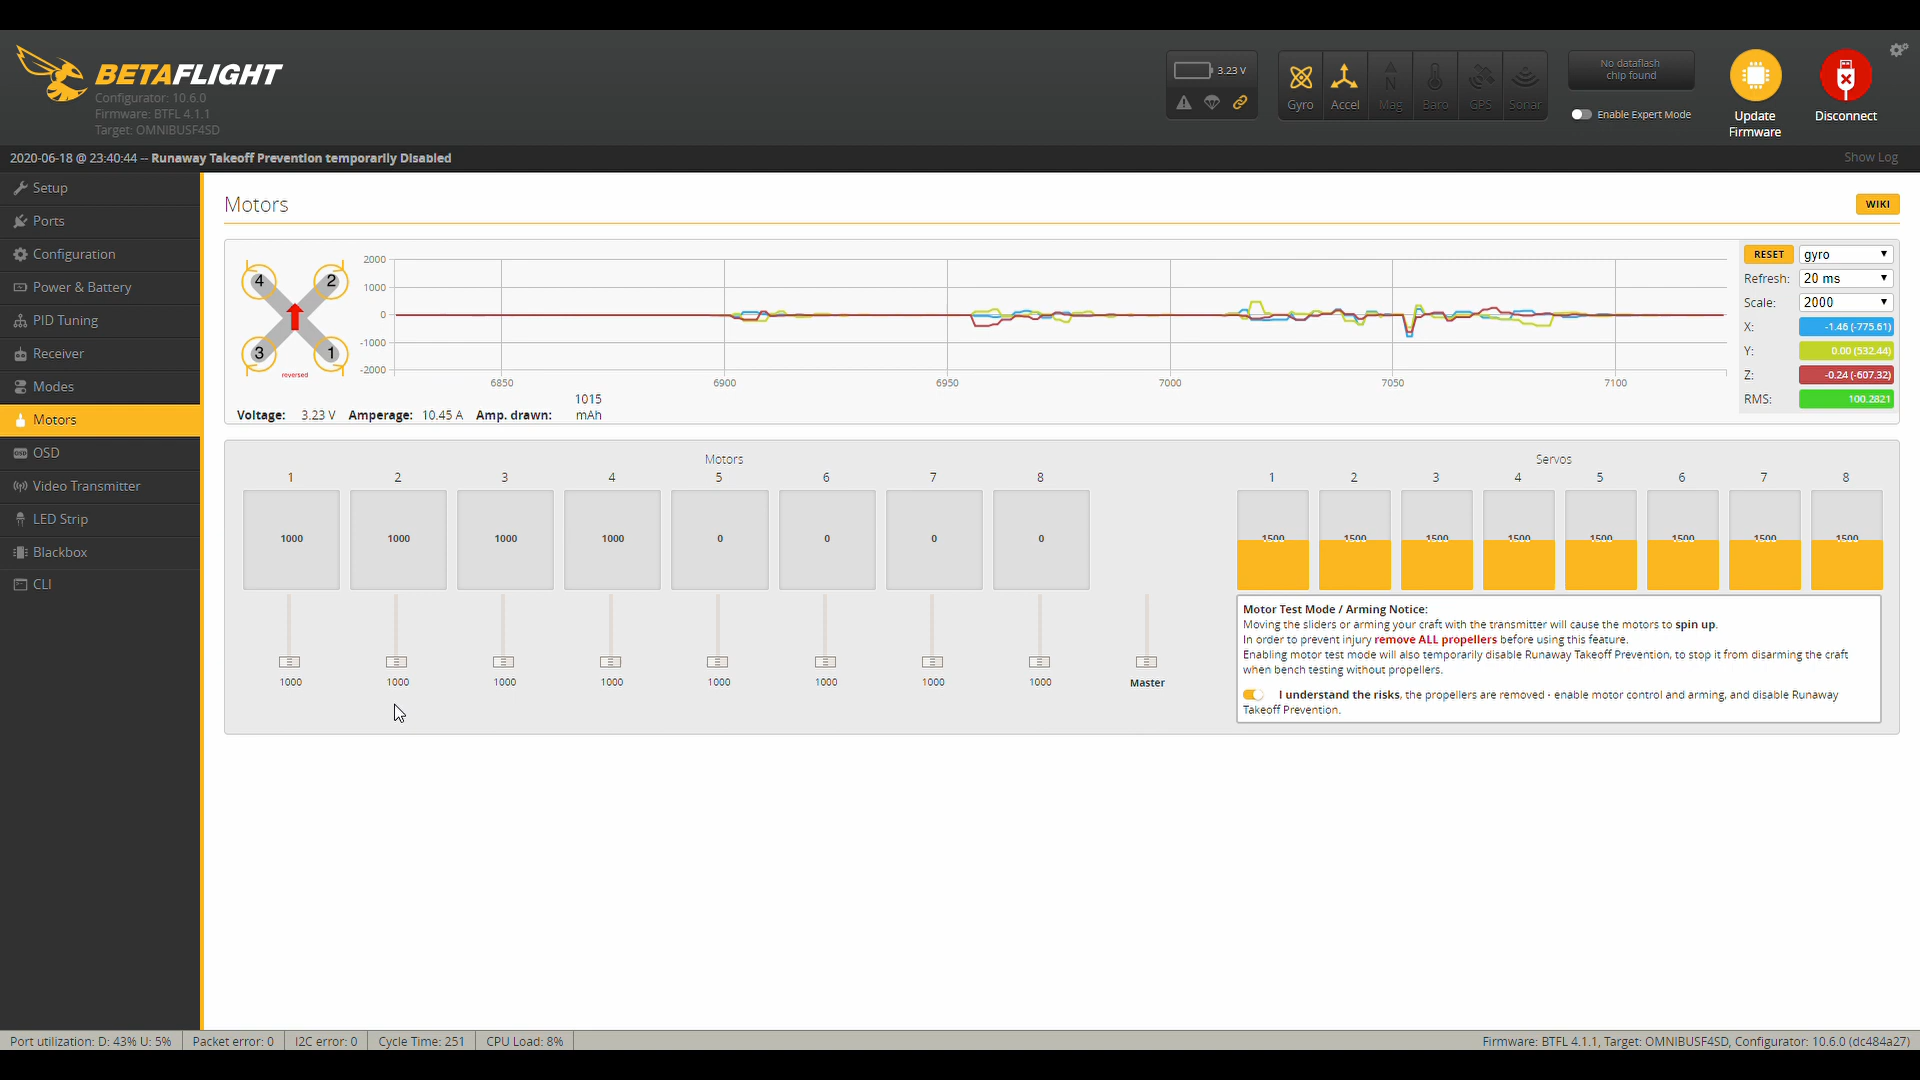 BETAFLIGHT
Configurator: 10.6.0
Firmware: BTFL 4.1.1
Target: OMNIBUSF4SD
3.23 V
Gyro Accel Mag Baro GPS Sonar
No dataflash
chip found
Enable Expert Mode
Update
Firmware
Disconnect
2020-06-18 @ 23:40:44 -- Runaway Takeoff Prevention temporarily Disabled
Show Log
Setup
Ports
Configuration
Power & Battery
PID Tuning
Receiver
Modes
Motors
OSD
Video Transmitter
LED Strip
Blackbox
CLI
Motors
WIKI
4 2
3 1
reversed
2000
1000
0
-1000
-2000
6850 6900 6950 7000 7050 7100
RESET gyro
Refresh: 20 ms
Scale: 2000
X: -1.46 (-775.61)
Y: 0.00 (532.44)
Z: -0.24 (-607.32)
RMS: 100.2821
Voltage: 3.23 V Amperage: 10.45 A Amp. drawn: 1015 mAh
Motors
1 2 3 4 5 6 7 8
1000 1000 1000 1000 0 0 0 0
1000 1000 1000 1000 1000 1000 1000 1000 Master
Servos
1 2 3 4 5 6 7 8
1500 1500 1500 1500 1500 1500 1500 1500
Motor Test Mode / Arming Notice:
Moving the sliders or arming your craft with the transmitter will cause the motors to spin up.
In order to prevent injury remove ALL propellers before using this feature.
Enabling motor test mode will also temporarily disable Runaway Takeoff Prevention, to stop it from disarming the craft
when bench testing without propellers.
I understand the risks, the propellers are removed - enable motor control and arming, and disable Runaway
Takeoff Prevention.
Port utilization: D: 43% U: 5% Packet error: 0 I2C error: 0 Cycle Time: 251 CPU Load: 8%
Firmware: BTFL 4.1.1, Target: OMNIBUSF4SD, Configurator: 10.6.0 (dc484a27)